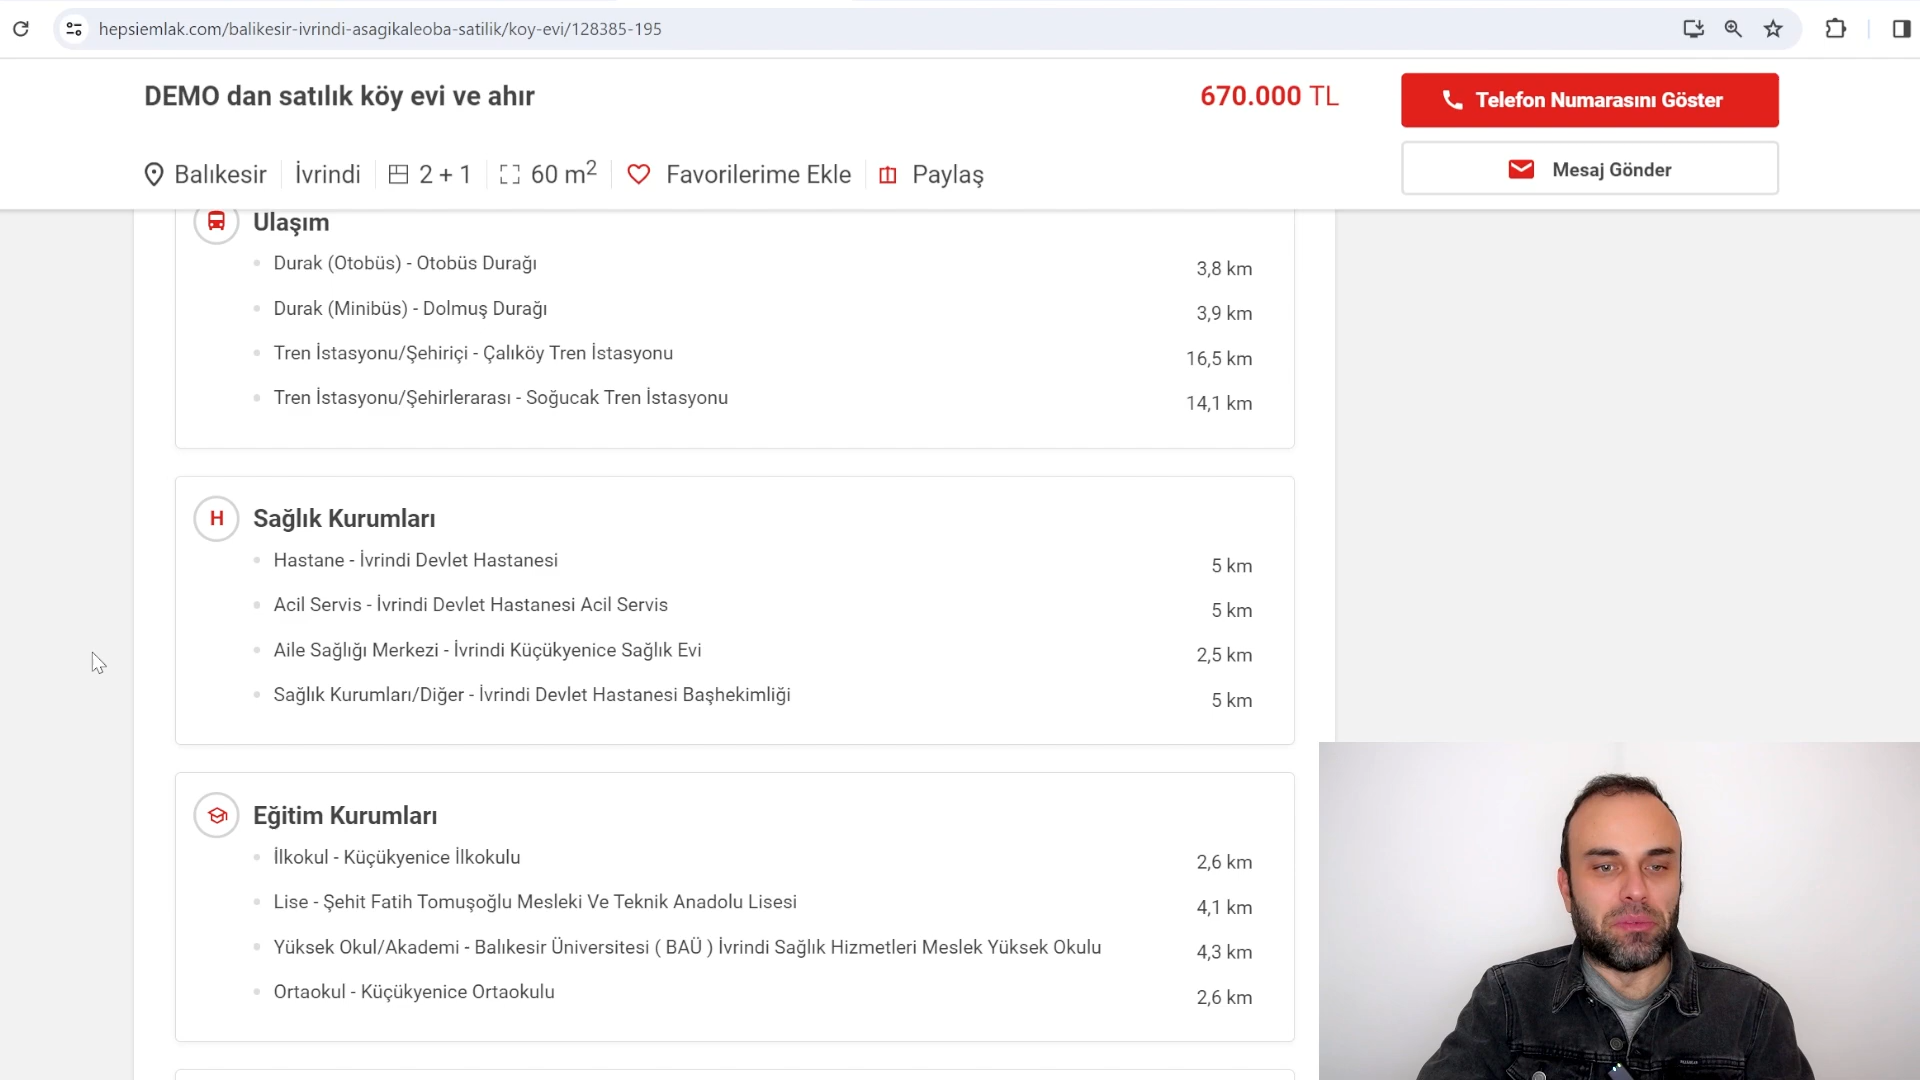 hepsiemlak.com/balikesir-ivrindi-asagikaleoba-satilik/koy-evi/128385-195
DEMO dan satılık köy evi ve ahır
670.000 TL
Telefon Numarasını Göster
Balıkesir
İvrindi
2 + 1
60 m²
Favorilerime Ekle
Paylaş
Mesaj Gönder
Ulaşım
Durak (Otobüs) - Otobüs Durağı 3,8 km
Durak (Minibüs) - Dolmuş Durağı 3,9 km
Tren İstasyonu/Şehiriçi - Çalıköy Tren İstasyonu 16,5 km
Tren İstasyonu/Şehirlerarası - Soğucak Tren İstasyonu 14,1 km
H Sağlık Kurumları
Hastane - İvrindi Devlet Hastanesi 5 km
Acil Servis - İvrindi Devlet Hastanesi Acil Servis 5 km
Aile Sağlığı Merkezi - İvrindi Küçükyenice Sağlık Evi 2,5 km
Sağlık Kurumları/Diğer - İvrindi Devlet Hastanesi Başhekimliği 5 km
Eğitim Kurumları
İlkokul - Küçükyenice İlkokulu 2,6 km
Lise - Şehit Fatih Tomuşoğlu Mesleki Ve Teknik Anadolu Lisesi 4,1 km
Yüksek Okul/Akademi - Balıkesir Üniversitesi ( BAÜ ) İvrindi Sağlık Hizmetleri Meslek Yüksek Okulu 4,3 km
Ortaokul - Küçükyenice Ortaokulu 2,6 km